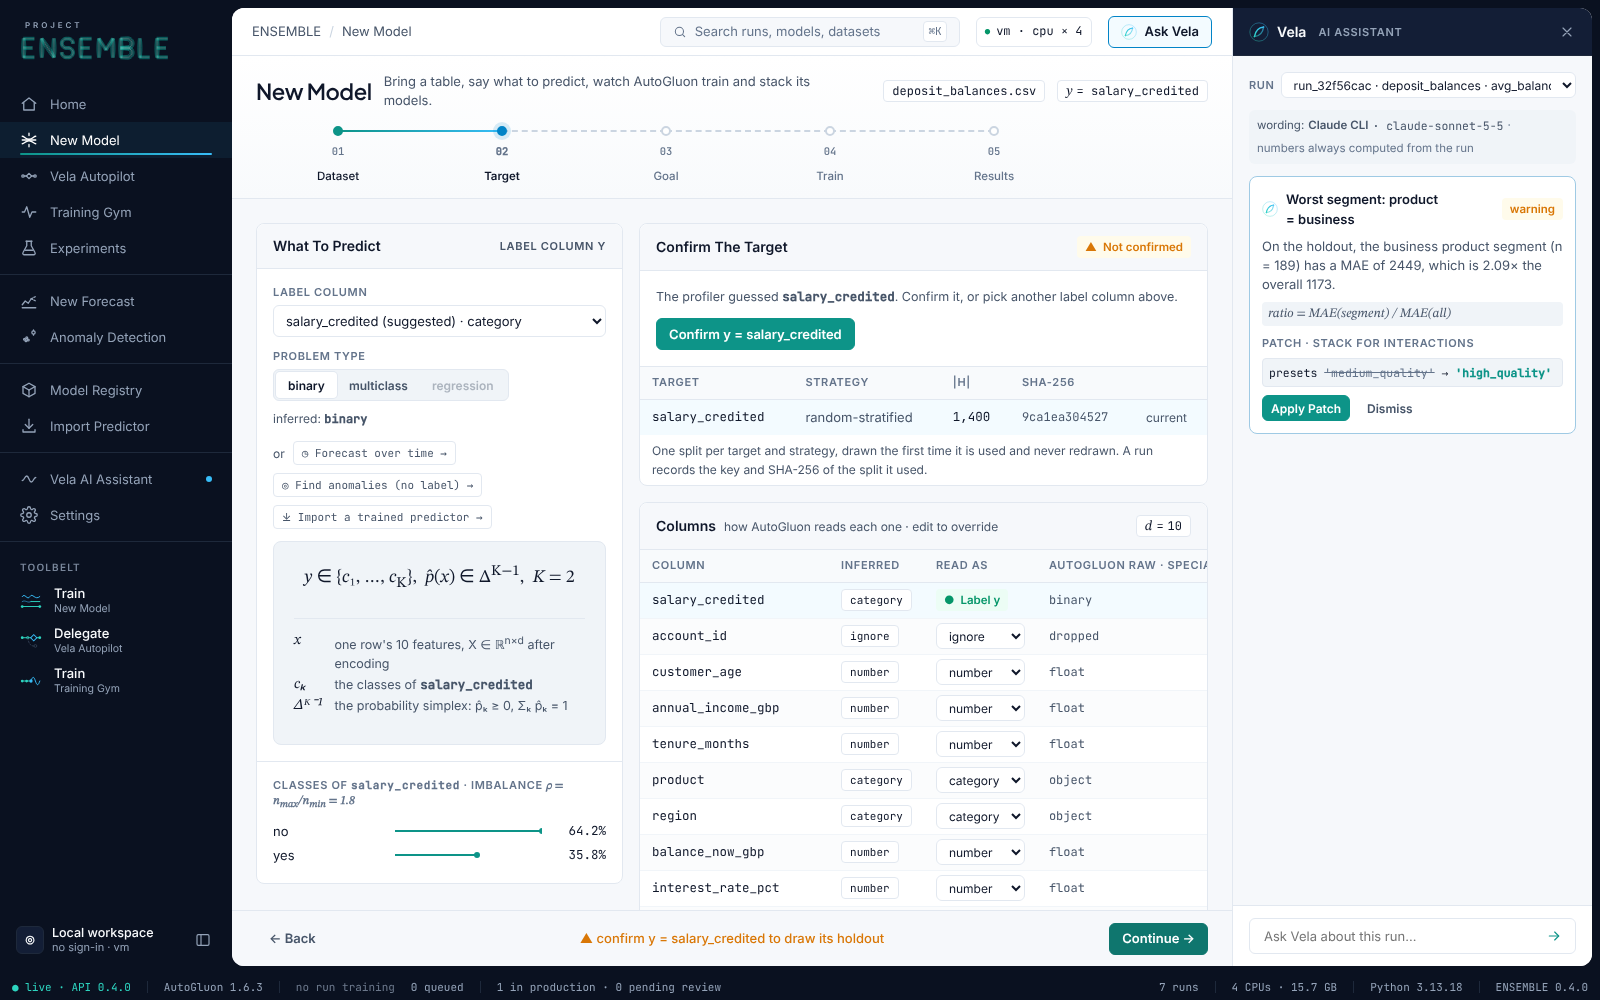 PROJECT
ENSEMBLE
Home
New Model
Vela Autopilot
Training Gym
Experiments
New Forecast
Anomaly Detection
Model Registry
Import Predictor
Vela AI Assistant
Settings
TOOLBELT
Train
New Model
Delegate
Vela Autopilot
Train
Training Gym
Local workspace
no sign-in · vm
ENSEMBLE / New Model
Search runs, models, datasets ⌘K
vm · cpu × 4
Ask Vela
New Model
Bring a table, say what to predict, watch AutoGluon train and stack its
models.
deposit_balances.csv
y = salary_credited
01 02 03 04 05
Dataset Target Goal Train Results
What To Predict LABEL COLUMN Y
LABEL COLUMN
salary_credited (suggested) · category
PROBLEM TYPE
binary multiclass regression
inferred: binary
or ◷ Forecast over time →
◎ Find anomalies (no label) →
Import a trained predictor →
y ∈ {c₁, …, c_K}, p̂(x) ∈ Δ^{K−1}, K = 2
x one row's 10 features, X ∈ ℝⁿˣᵈ after
encoding
cₖ the classes of salary_credited
Δᴷ⁻¹ the probability simplex: p̂ₖ ≥ 0, Σₖ p̂ₖ = 1
CLASSES OF salary_credited · IMBALANCE ρ =
n_max/n_min = 1.8
no 64.2%
yes 35.8%
Confirm The Target ▲ Not confirmed
The profiler guessed salary_credited. Confirm it, or pick another label column above.
Confirm y = salary_credited
TARGET STRATEGY |H| SHA-256
salary_credited random-stratified 1,400 9ca1ea304527 current
One split per target and strategy, drawn the first time it is used and never redrawn. A run
records the key and SHA-256 of the split it used.
Columns how AutoGluon reads each one · edit to override d = 10
COLUMN INFERRED READ AS AUTOGLUON RAW · SPECIA
salary_credited category Label y binary
account_id ignore ignore dropped
customer_age number number float
annual_income_gbp number number float
tenure_months number number float
product category category object
region category category object
balance_now_gbp number number float
interest_rate_pct number number float
← Back
▲ confirm y = salary_credited to draw its holdout
Continue →
Vela AI ASSISTANT
RUN run_32f56cac · deposit_balances · avg_balanc
wording: Claude CLI · claude-sonnet-5-5 ·
numbers always computed from the run
Worst segment: product
= business
warning
On the holdout, the business product segment (n
= 189) has a MAE of 2449, which is 2.09× the
overall 1173.
ratio = MAE(segment) / MAE(all)
PATCH · STACK FOR INTERACTIONS
presets 'medium_quality' → 'high_quality'
Apply Patch Dismiss
Ask Vela about this run...
live · API 0.4.0 AutoGluon 1.6.3 no run training 0 queued 1 in production · 0 pending review 7 runs 4 CPUs · 15.7 GB Python 3.13.18 ENSEMBLE 0.4.0